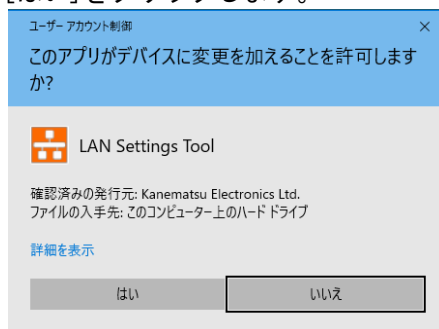 [はい]をクリックします。
ユーザー アカウント制御
×
このアプリがデバイスに変更を加えることを許可します
か?
LAN Settings Tool
確認済みの発行元: Kanematsu Electronics Ltd.
ファイルの入手先: このコンピューター上のハード ドライブ
詳細を表示
はい
いいえ